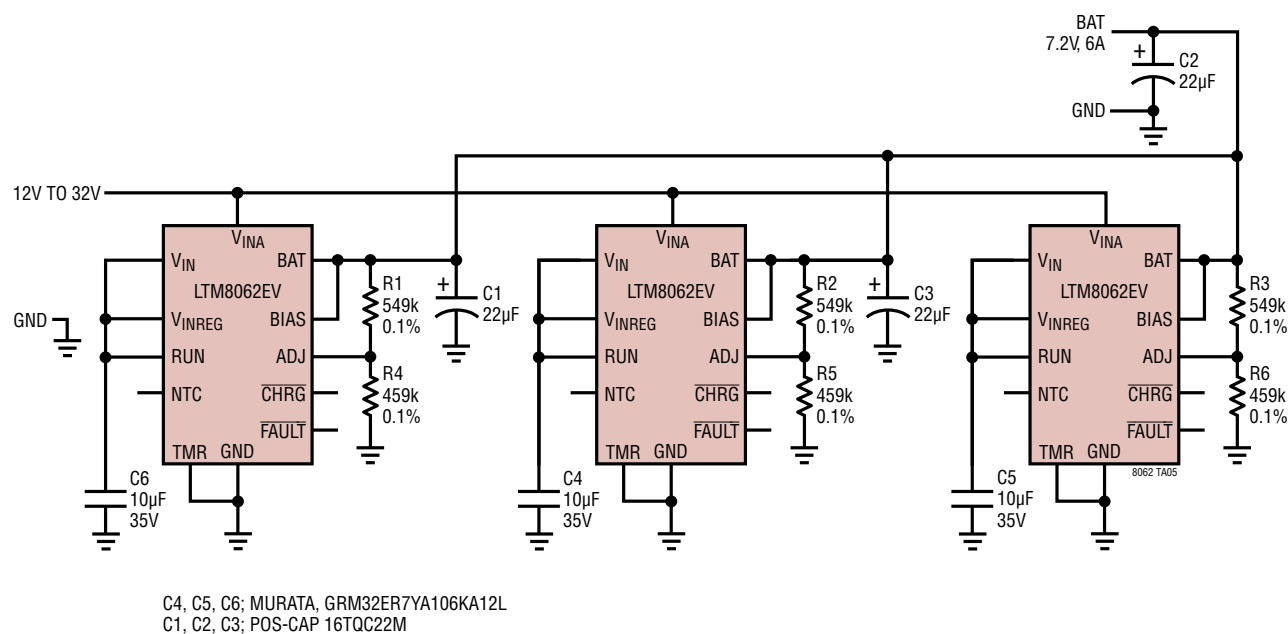 BAT
7.2V, 6A
+
C2
22µF
GND
12V TO 32V
GND
VINA
VIN
BAT
LTM8062EV
VINREG
BIAS
RUN
ADJ
NTC
CHRG
FAULT
TMR
GND
R1
549k
0.1%
R4
459k
0.1%
+
C1
22µF
C6
10µF
35V
VINA
VIN
BAT
LTM8062EV
VINREG
BIAS
RUN
ADJ
NTC
CHRG
FAULT
TMR
GND
R2
549k
0.1%
R5
459k
0.1%
+
C3
22µF
C4
10µF
35V
VINA
VIN
BAT
LTM8062EV
VINREG
BIAS
RUN
ADJ
NTC
CHRG
FAULT
TMR
GND
R3
549k
0.1%
R6
459k
0.1%
8062 TA05
C5
10µF
35V
C4, C5, C6; MURATA, GRM32ER7YA106KA12L
C1, C2, C3; POS-CAP 16TQC22M